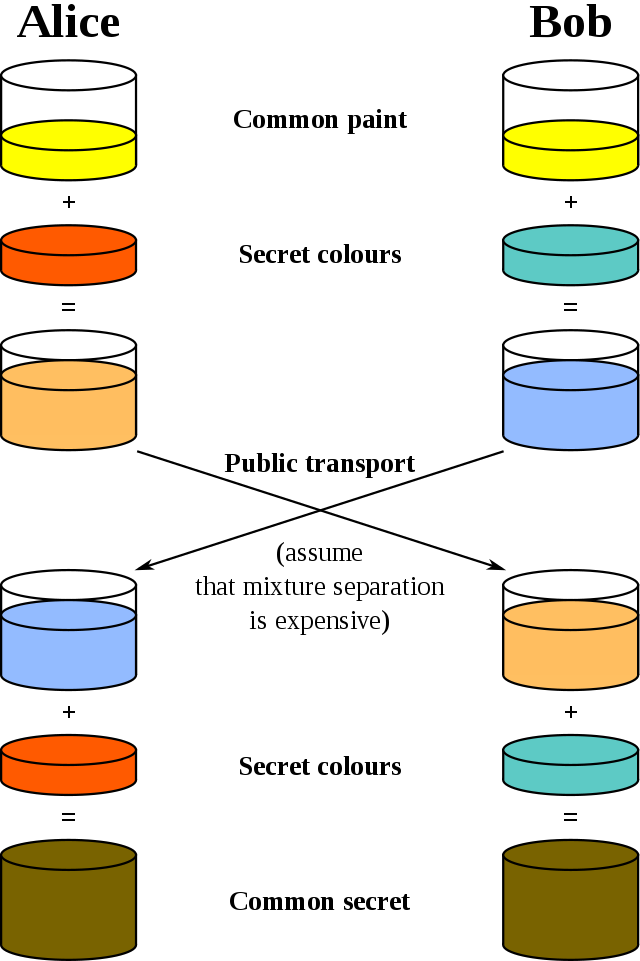 Alice Bob
Common paint
+ +
Secret colours
= =
Public transport
(assume
that mixture separation
is expensive)
+ +
Secret colours
= =
Common secret